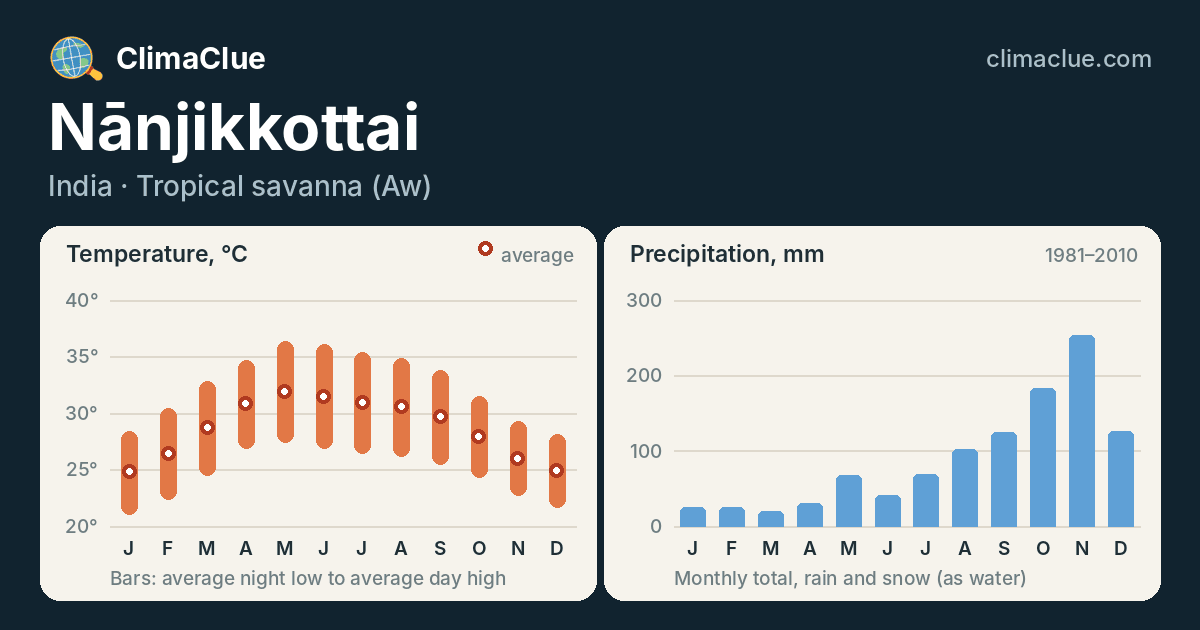 ClimaClue
climaclue.com
Nānjikkottai
India · Tropical savanna (Aw)
Temperature, °C
average
40°
35°
30°
25°
20°
J F M A M J J A S O N D
Bars: average night low to average day high
Precipitation, mm
1981–2010
300
200
100
0
J F M A M J J A S O N D
Monthly total, rain and snow (as water)